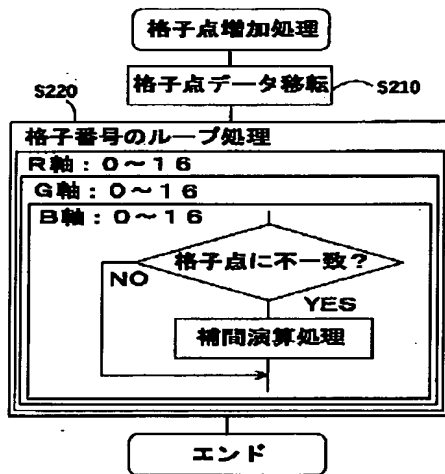 格子点増加処理
格子点データ移転
S210
S220
格子番号のループ処理
R軸：0～16
G軸：0～16
B軸：0～16
格子点に不一致？
NO
YES
補間演算処理
エンド